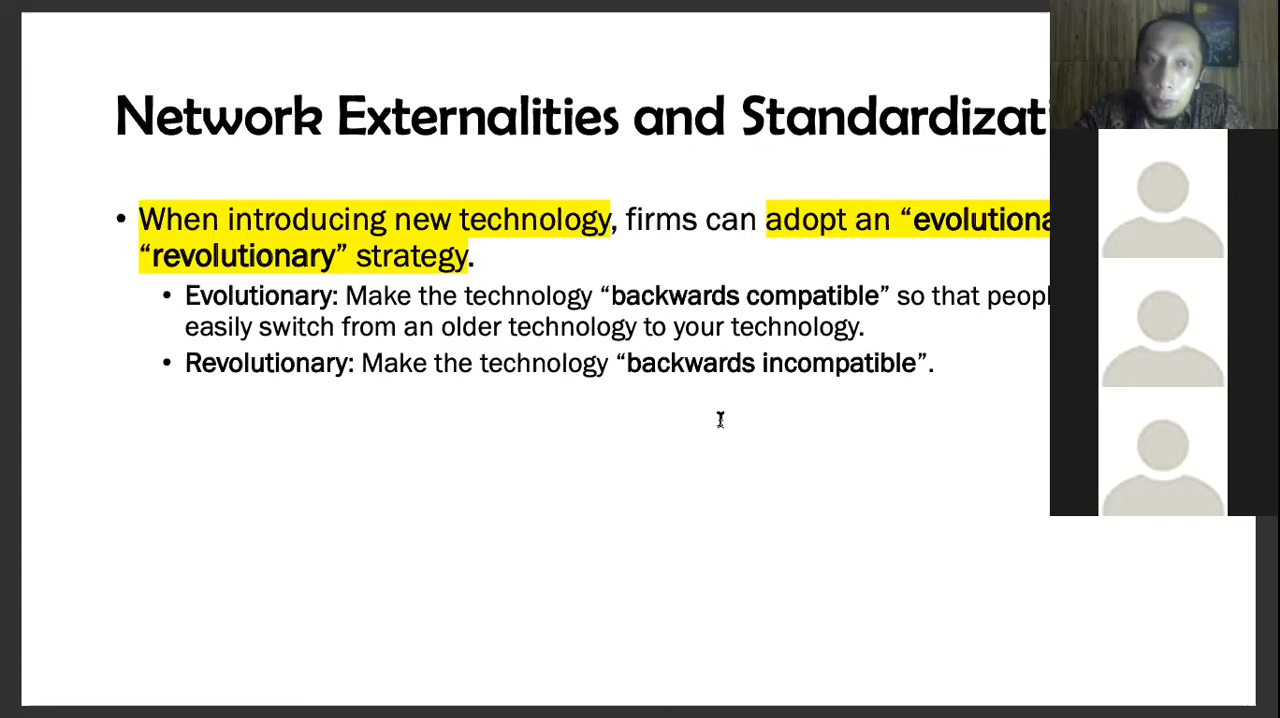 Network Externalities and Standardizati
• When introducing new technology, firms can adopt an “evolutiona
“revolutionary” strategy.
• Evolutionary: Make the technology “backwards compatible” so that peopl
easily switch from an older technology to your technology.
• Revolutionary: Make the technology “backwards incompatible”.